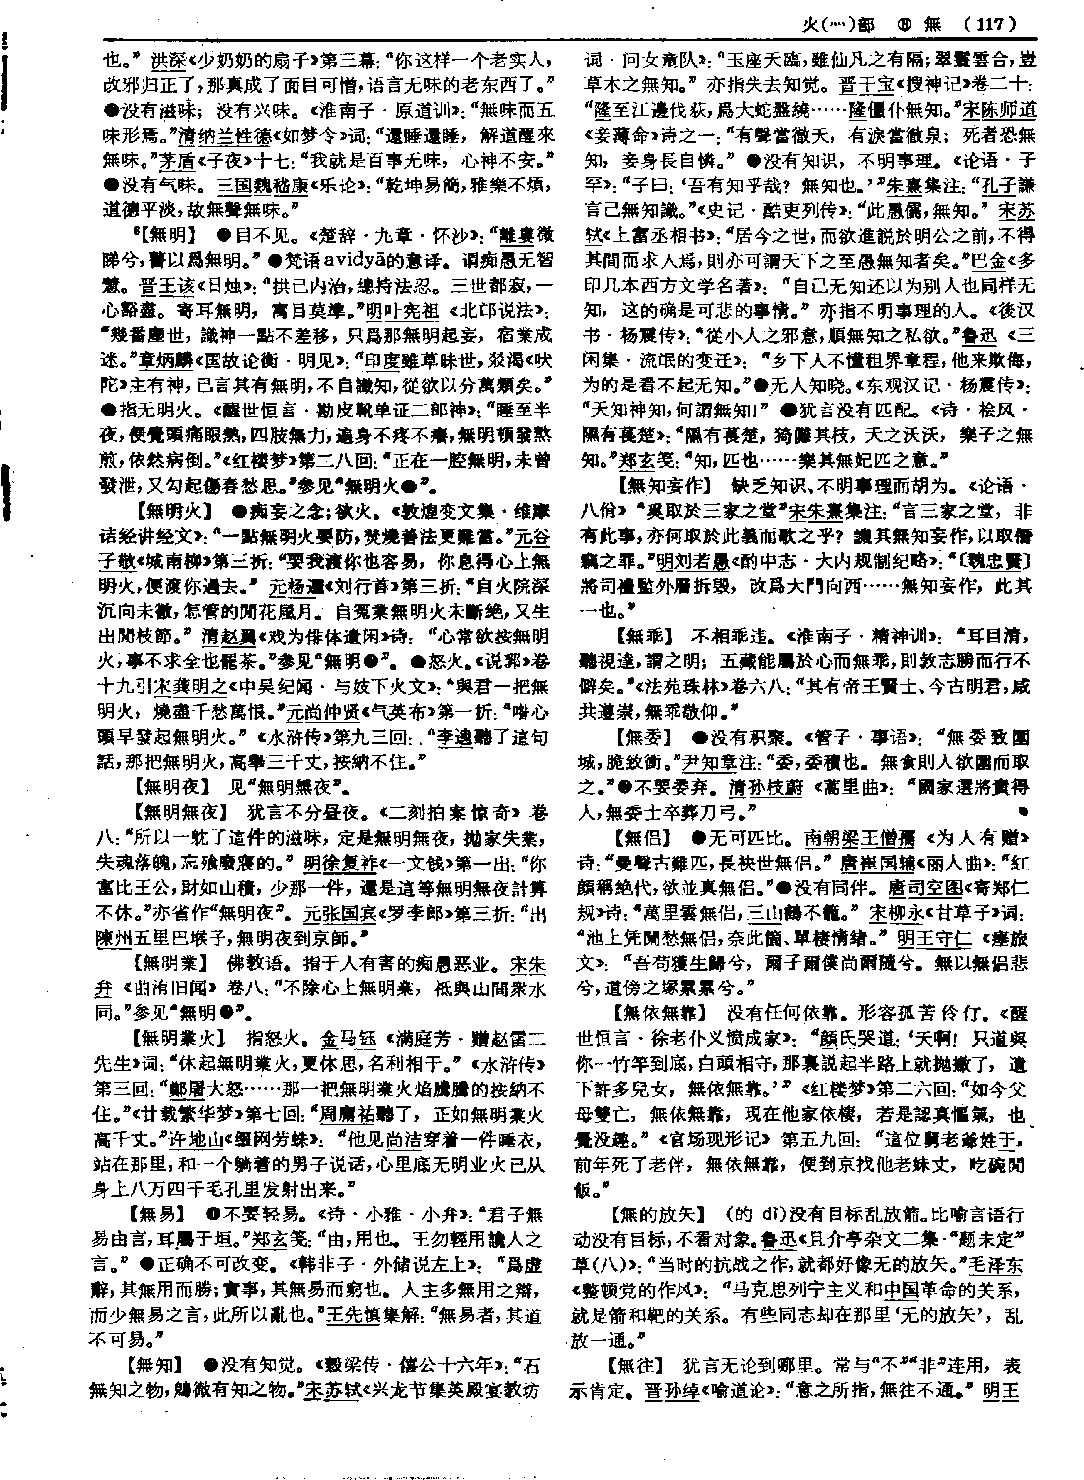 火(灬)部 ⑧ 無 (117)
也。”洪深《少奶奶的扇子》第三幕：“你这样一个老实人，
改邪归正了，那真成了面目可憎，语言无味的老东西了。”
●没有滋味；没有兴味。《淮南子·原道训》：“無味而五
味形焉。”清纳兰性德《如梦令》词：“還睡還睡，解道醒來
無味。”茅盾《子夜》十七：“我就是百事无味，心神不安。”
●没有气味。三国魏嵇康《乐论》：“乾坤易簡，雅樂不煩，
道德平淡，故無聲無味。”
8【無明】 ●目不见。《楚辞·九章·怀沙》：“離婁微
睇兮，瞽以爲無明。”●梵语avidyā的意译。谓痴愚无智
慧。晋王该《日烛》：“拱己内治，總持法忍。三世都寂，一
心豁盡。寄耳無明，寓目莫準。”明叶宪祖《北邙说法》：
“幾番塵世，識神一點不差移，只爲那無明起妄，宿業成
迷。”章炳麟《国故论衡·明见》：“印度雖草昧世，致渴《吠
陀》主有神，已言其有無明，不自識知，從欲以分萬類矣。”
●指无明火。《醒世恒言·勘皮靴单证二郎神》：“睡至半
夜，便覺頭痛眼熱，四肢無力，遍身不疼不癢，無明頓發熬
煎，依然病倒。”《红楼梦》第二八回：“正在一腔無明，未曾
發泄，又勾起傷春愁思。”参见“無明火●”。
【無明火】 ●痴妄之念；欲火。《敦煌变文集·维摩
诘经讲经文》：“一點無明火要防，焚燒善法更難當。”元谷
子敬《城南柳》第三折：“要我渡你也容易，你息得心上無
明火，便渡你過去。”元杨暹《刘行首》第三折：“自火院深
沉向未徹，怎管的閒花風月。自冤業無明火未斷絶，又生
出閒枝節。”清赵翼《戏为俳体遣闲》诗：“心常欲按無明
火，事不求全也罷茶。”参见“無明●”。●怒火。《说郛》卷
十九引宋龚明之《中吴纪闻·与妓下火文》：“與君一把無
明火，燒盡千愁萬恨。”元尚仲贤《气英布》第一折：“啃心
頭早發起無明火。”《水浒传》第九三回：“李逵聽了這句
話，那把無明火，高舉三千丈，按納不住。”
【無明夜】 见“無明無夜”。
【無明無夜】 犹言不分昼夜。《二刻拍案惊奇》卷
八：“所以一耽了這件的滋味，定是無明無夜，抛家失業，
失魂落魄，忘飱廢寢的。”明徐复祚《一文钱》第一出：“你
富比王公，財如山積，少那一件，還是這等無明無夜計算
不休。”亦省作“無明夜”。元张国宾《罗李郎》第三折：“出
陳州五里巴堠子，無明夜到京師。”
【無明業】 佛教语。指于人有害的痴愚恶业。宋朱
弁《曲洧旧闻》卷八：“不除心上無明業，祗與山間衆水
同。”参见“無明●”。
【無明業火】 指怒火。金马钰《满庭芳·赠赵雷二
先生》词：“休起無明業火，更休思，名利相干。”《水浒传》
第三回：“鄭屠大怒……那一把無明業火焰騰騰的按納不
住。”《廿载繁华梦》第七回：“周庸祐聽了，正如無明業火
高千丈。”许地山《缀网劳蛛》：“他见尚洁穿着一件睡衣，
站在那里，和一个躺着的男子说话，心里底无明业火已从
身上八万四千毛孔里发射出来。”
【無易】 ❶不要轻易。《诗·小雅·小弁》：“君子無
易由言，耳屬于垣。”郑玄笺：“由，用也。王勿輕用讒人之
言。”●正确不可改变。《韩非子·外储说左上》：“爲虚
辭，其無用而勝；實事，其無易而窮也。人主多無用之辯，
而少無易之言，此所以亂也。”王先慎集解：“無易者，其道
不可易。”
【無知】 ●没有知觉。《穀梁传·僖公十六年》：“石
無知之物，鶂微有知之物。”宋苏轼《兴龙节集英殿宴教坊
词·问女童队》：“玉座天臨，雖仙凡之有隔；翠鬟雲合，豈
草木之無知。”亦指失去知觉。晋干宝《搜神记》卷二十：
“隆至江邊伐荻，爲大蛇盤繞……隆僵仆無知。”宋陈师道
《妾薄命》诗之一：“有聲當徹天，有淚當徹泉；死者恐無
知，妾身長自憐。”●没有知识，不明事理。《论语·子
罕》：“子曰：‘吾有知乎哉？無知也。’”朱熹集注：“孔子謙
言己無知識。”《史记·酷吏列传》：“此愚儒，無知。”宋苏
轼《上富丞相书》：“居今之世，而欲進説於明公之前，不得
其間而求入焉，則亦可謂天下之至愚無知者矣。”巴金《多
印几本西方文学名著》：“自己无知还以为别人也同样无
知，这的确是可悲的事情。”亦指不明事理的人。《後汉
书·杨震传》：“從小人之邪意，順無知之私欲。”鲁迅《三
闲集·流氓的变迁》：“乡下人不懂租界章程，他来欺侮，
为的是看不起无知。”●无人知晓。《东观汉记·杨震传》：
“天知神知，何謂無知！”●犹言没有匹配。《诗·桧风·
隰有萇楚》：“隰有萇楚，猗儺其枝，夭之沃沃，樂子之無
知。”郑玄笺：“知，匹也……樂其無妃匹之意。”
【無知妄作】 缺乏知识、不明事理而胡为。《论语·
八佾》“奚取於三家之堂”宋朱熹集注：“言三家之堂，非
有此事，亦何取於此義而歌之乎？譏其無知妄作，以取僭
竊之罪。”明刘若愚《酌中志·大内规制纪略》：“〔魏忠賢〕
將司禮監外層拆毁，改爲大門向西……無知妄作，此其
一也。”
【無乖】 不相乖违。《淮南子·精神训》：“耳目清，
聽視達，謂之明；五藏能屬於心而無乖，則敦志勝而行不
僻矣。”《法苑珠林》卷六八：“其有帝王賢士、今古明君，咸
共遵崇，無乖敬仰。”
【無委】 ●没有积聚。《管子·事语》：“無委致圍
城，脆致衝。”尹知章注：“委，委積也。無食則人欲圍而取
之。”●不要委弃。清孙枝蔚《蒿里曲》：“國家選將貴得
人，無委士卒葬刀弓。”
【無侣】 ●无可匹比。南朝梁王僧孺《为人有赠》
诗：“曼聲古難匹，長袂世無侣。”唐崔国辅《丽人曲》：“紅
顔稱絶代，欲並真無侣。”●没有同伴。唐司空图《寄郑仁
规》诗：“萬里雲無侣，三山鶴不籠。”宋柳永《甘草子》词：
“池上凭闌愁無侣，奈此箇、單棲情緒。”明王守仁《瘗旅
文》：“吾苟獲生歸兮，爾子爾僕尚爾隨兮。無以無侣悲
兮，道傍之塚累累兮。”
【無依無靠】 没有任何依靠。形容孤苦伶仃。《醒
世恒言·徐老仆义愤成家》：“顔氏哭道：‘天啊！只道與
你一竹竿到底，白頭相守，那裏説起半路上就抛撇了，遺
下許多兒女，無依無靠。’”《红楼梦》第二六回：“如今父
母雙亡，無依無靠，現在他家依棲，若是認真慪氣，也
覺没趣。”《官场现形记》第五九回：“這位舅老爺姓于，
前年死了老伴，無依無靠，便到京找他老妹丈，吃碗閒
飯。”
【無的放矢】 (的 dì)没有目标乱放箭。比喻言语行
动没有目标，不看对象。鲁迅《且介亭杂文二集·“题未定”
草（八）》：“当时的抗战之作，就都好像无的放矢。”毛泽东
《整顿党的作风》：“马克思列宁主义和中国革命的关系，
就是箭和靶的关系。有些同志却在那里‘无的放矢’，乱
放一通。”
【無往】 犹言无论到哪里。常与“不”“非”连用，表
示肯定。晋孙绰《喻道论》：“意之所指，無往不通。”明王